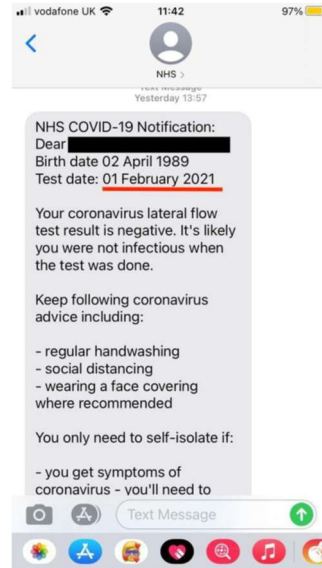 vodafone UK 11:42 97%
NHS >
Text Message
Yesterday 13:57
NHS COVID-19 Notification:
Dear
Birth date 02 April 1989
Test date: 01 February 2021
Your coronavirus lateral flow
test result is negative. It's likely
you were not infectious when
the test was done.
Keep following coronavirus
advice including:
- regular handwashing
- social distancing
- wearing a face covering
where recommended
You only need to self-isolate if:
- you get symptoms of
coronavirus - you'll need to
Text Message